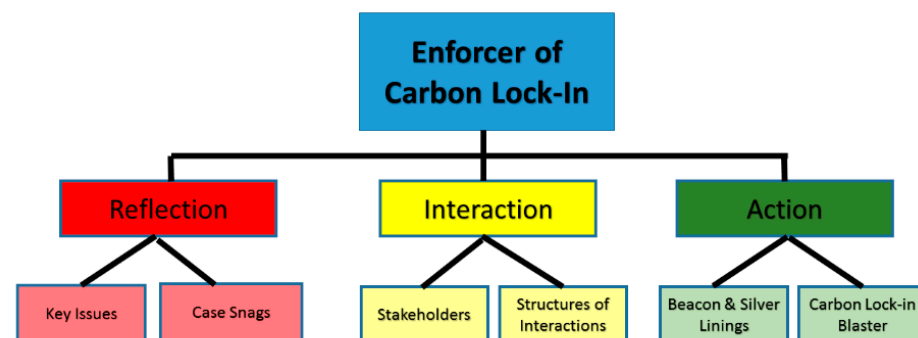 Enforcer of
Carbon Lock-In
Reflection
Interaction
Action
Key Issues
Case Snags
Stakeholders
Structures of
Interactions
Beacon & Silver
Linings
Carbon Lock-in
Blaster